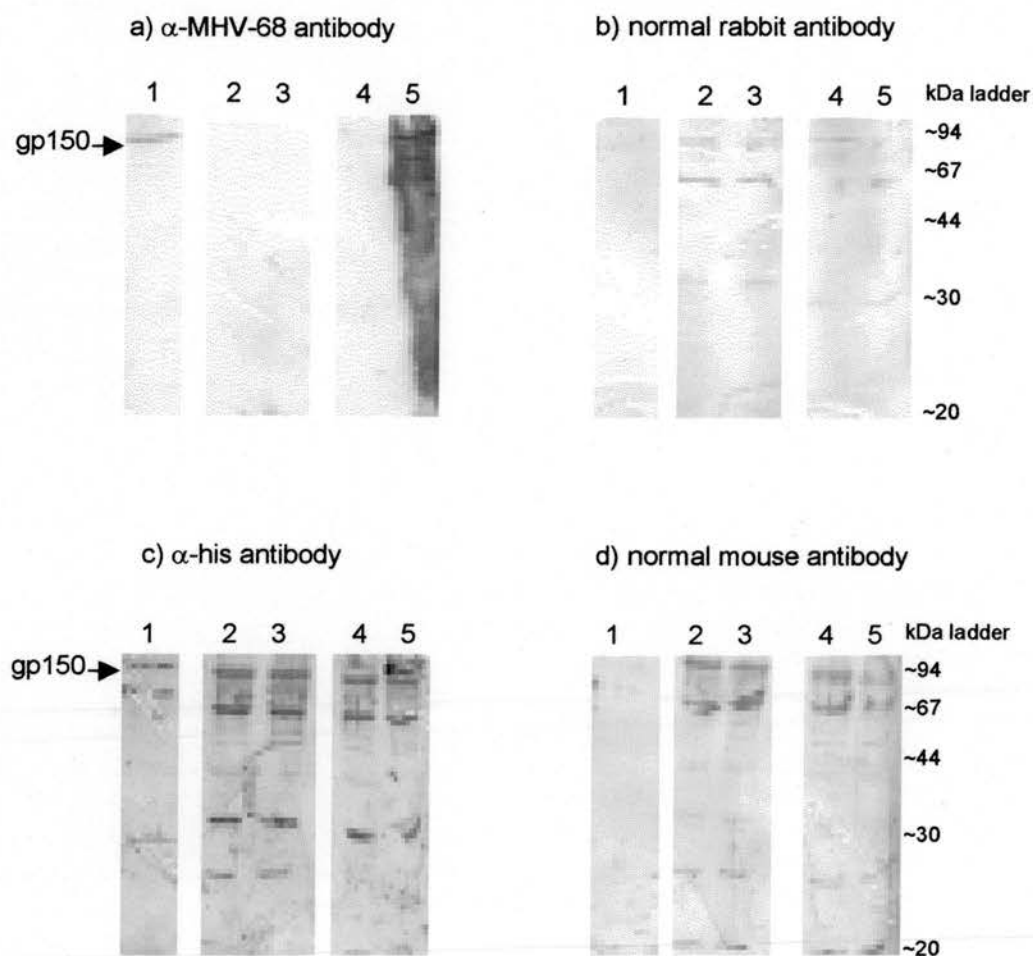 a) α-MHV-68 antibody
b) normal rabbit antibody
1 2 3 4 5
1 2 3 4 5 kDa ladder
gp150
~94
~67
~44
~30
~20
c) α-his antibody
d) normal mouse antibody
1 2 3 4 5
1 2 3 4 5 kDa ladder
gp150
~94
~67
~44
~30
~20